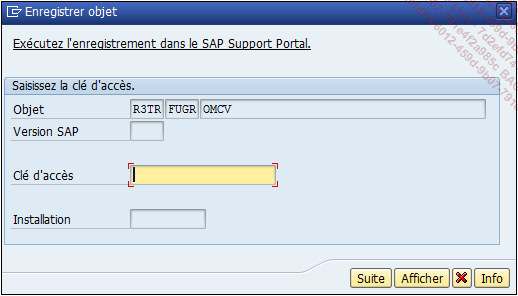 Enregistrer objet
Exécutez l'enregistrement dans le SAP Support Portal.
Saisissez la clé d'accès.
Objet R3TR FUGR OMCV
Version SAP
Clé d'accès
Installation
Suite Afficher Info